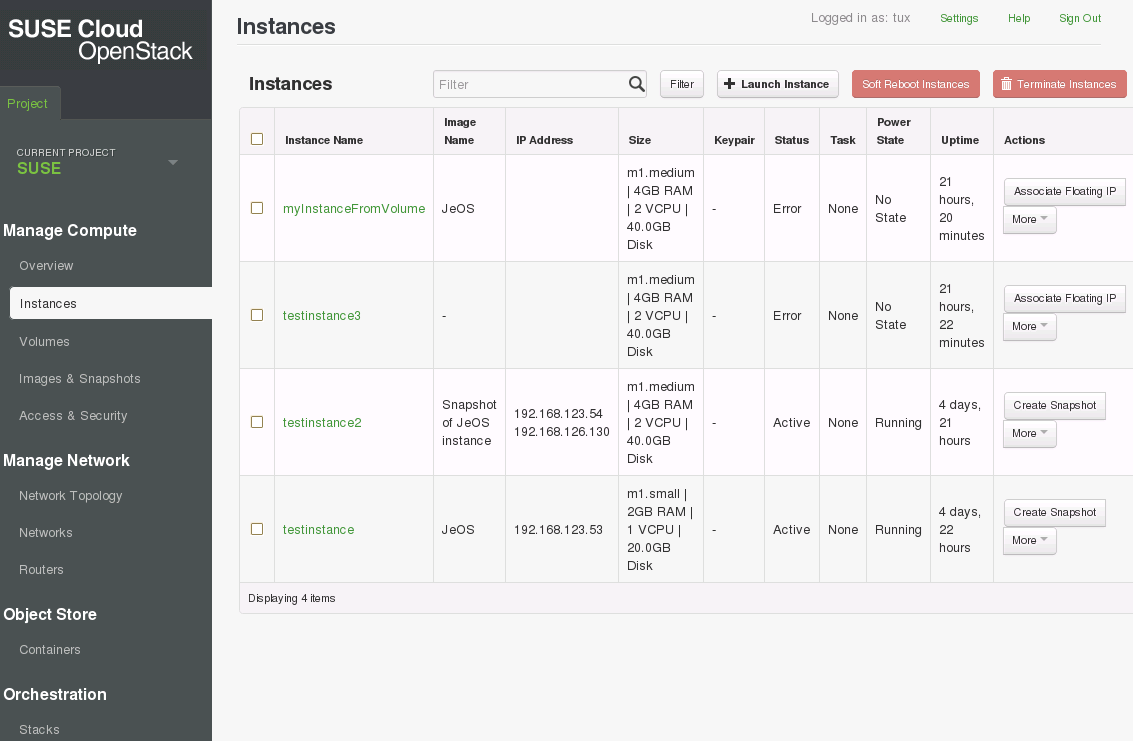 SUSE Cloud
OpenStack
Project
CURRENT PROJECT
SUSE
Manage Compute
Overview
Instances
Volumes
Images & Snapshots
Access & Security
Manage Network
Network Topology
Networks
Routers
Object Store
Containers
Orchestration
Stacks
Instances
Logged in as: tux
Settings
Help
Sign Out
Instances
Filter
Filter
Launch Instance
Soft Reboot Instances
Terminate Instances
Instance Name
Image
Name
IP Address
Size
Keypair
Status
Task
Power
State
Uptime
Actions
myInstanceFromVolume
JeOS
m1.medium
| 4GB RAM
| 2 VCPU |
40.0GB
Disk
-
Error
None
No
State
21
hours,
20
minutes
Associate Floating IP
More
testinstance3
-
m1.medium
| 4GB RAM
| 2 VCPU |
40.0GB
Disk
-
Error
None
No
State
21
hours,
22
minutes
Associate Floating IP
More
testinstance2
Snapshot
of JeOS
instance
192.168.123.54
192.168.126.130
m1.medium
| 4GB RAM
| 2 VCPU |
40.0GB
Disk
-
Active
None
Running
4 days,
21
hours
Create Snapshot
More
testinstance
JeOS
192.168.123.53
m1.small |
2GB RAM |
1 VCPU |
20.0GB
Disk
-
Active
None
Running
4 days,
22
hours
Create Snapshot
More
Displaying 4 items